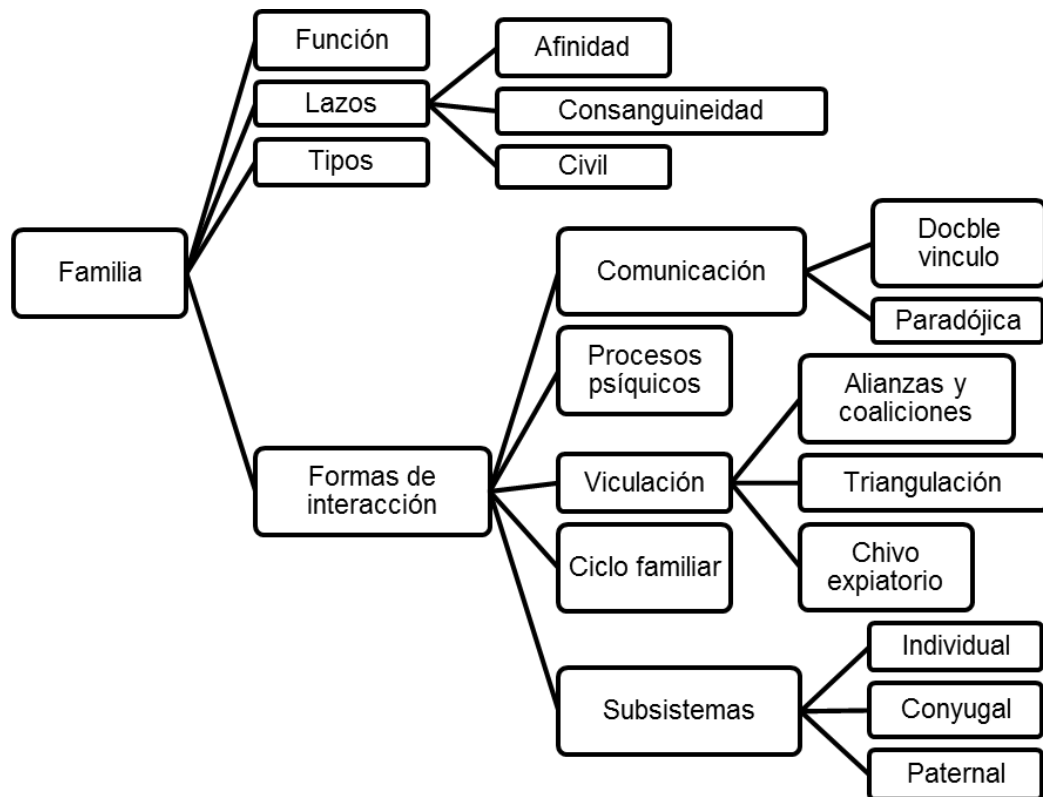 Función
Afinidad
Lazos
Consanguineidad
Tipos
Civil
Familia
Comunicación
Docble
vinculo
Paradójica
Procesos
psíquicos
Alianzas y
coaliciones
Formas de
interacción
Viculación
Triangulación
Ciclo familiar
Chivo
expiatorio
Subsistemas
Individual
Conyugal
Paternal